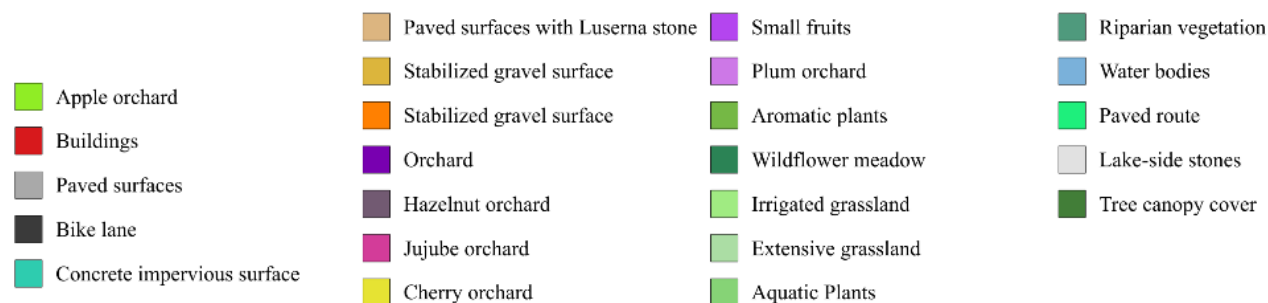 Apple orchard
Buildings
Paved surfaces
Bike lane
Concrete impervious surface
Paved surfaces with Luserna stone
Stabilized gravel surface
Stabilized gravel surface
Orchard
Hazelnut orchard
Jujube orchard
Cherry orchard
Small fruits
Plum orchard
Aromatic plants
Wildflower meadow
Irrigated grassland
Extensive grassland
Aquatic Plants
Riparian vegetation
Water bodies
Paved route
Lake-side stones
Tree canopy cover